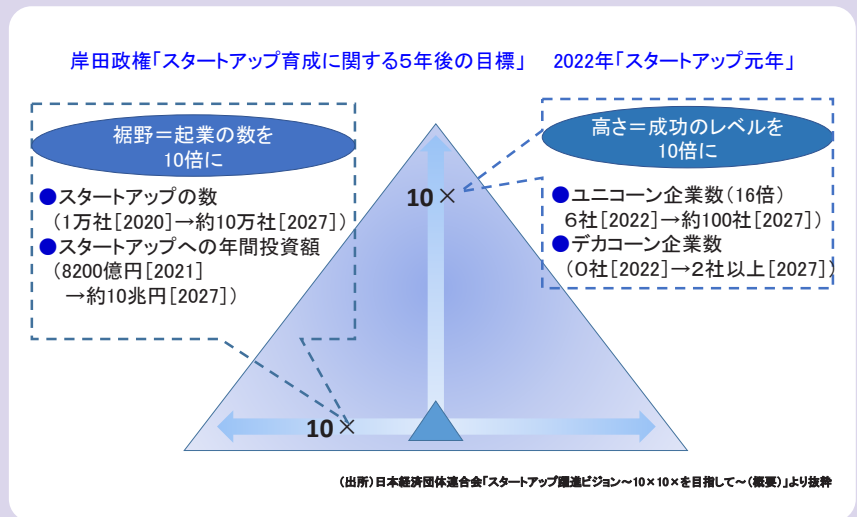 岸田政権「スタートアップ育成に関する5年後の目標」　2022年「スタートアップ元年」
裾野＝起業の数を
10倍に
●スタートアップの数
（1万社[2020]→約10万社[2027]）
●スタートアップへの年間投資額
（8200億円[2021]
→約10兆円[2027]）
高さ＝成功のレベルを
10倍に
●ユニコーン企業数（16倍）
６社[2022]→約100社[2027]）
●デカコーン企業数
（０社[2022]→２社以上[2027]）
10×
10×
（出所）日本経済団体連合会「スタートアップ躍進ビジョン～10×10×を目指して～（概要）」より抜粋